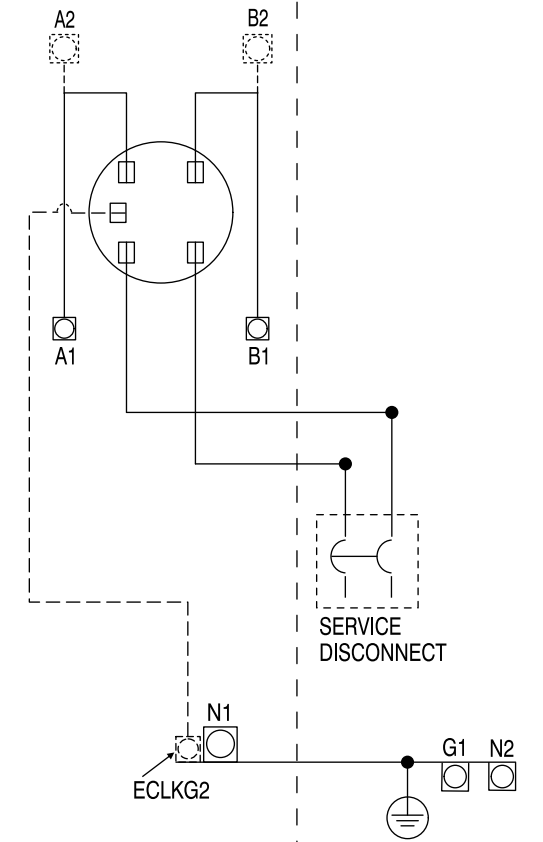 A2
B2
A1
B1
SERVICE
DISCONNECT
N1
ECLKG2
G1
N2